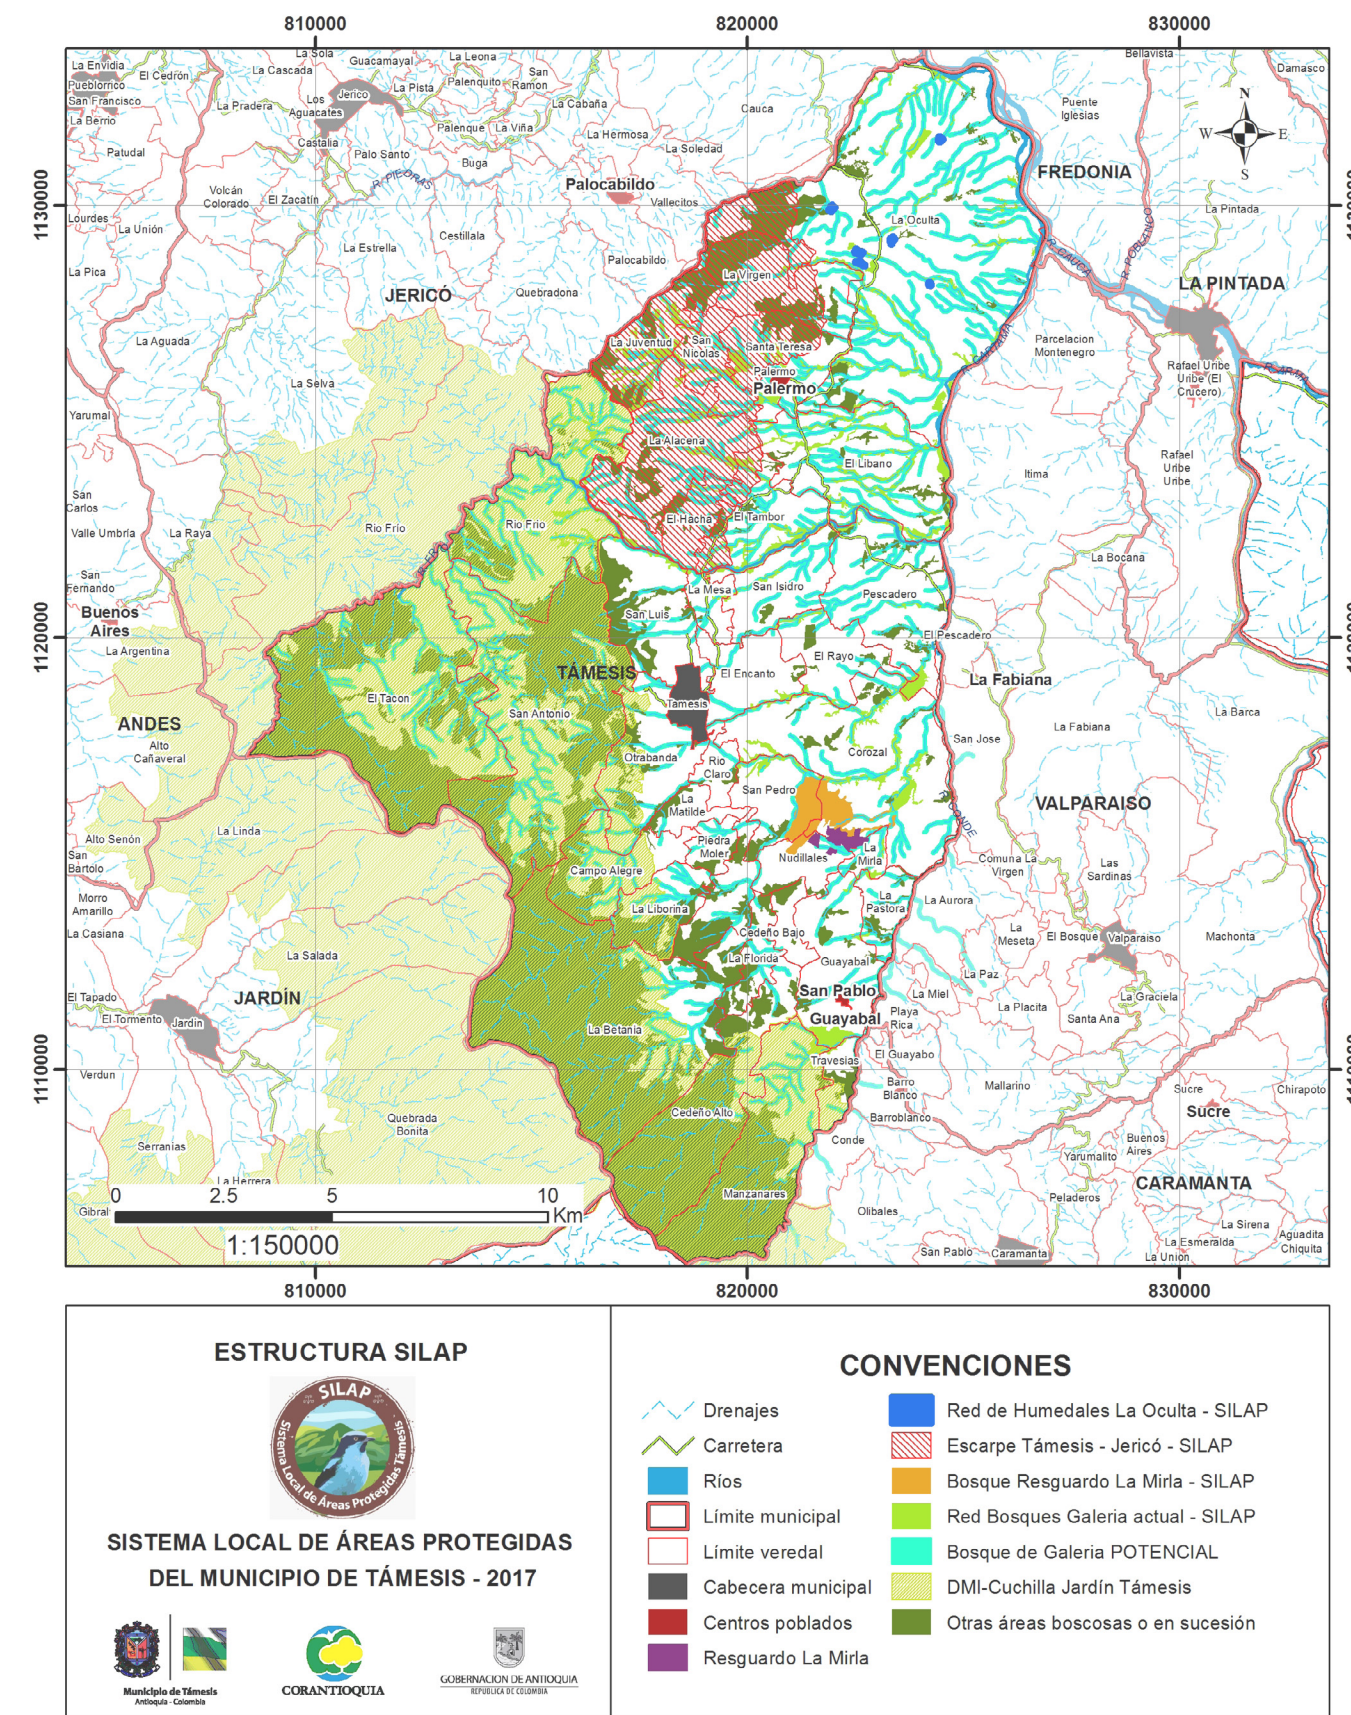 810000
820000
830000
La Envidia
Pueblorrico
San Francisco
La Berrio
El Cedrón
La Sola
La Cascada
Guacamayal
La Leona
La Pista
Palenquito
San
Ramon
Jerico
Los
Aguacates
La Pradera
La Cabaña
Castalia
Palenque
La Viña
La Hermosa
Cauca
Patudal
Palo Santo
Buga
La Soledad
R. PIEDRAS
Bellavista
Damasco
Puente
Iglesias
N
W
E
S
FREDONIA
1130000
Volcán
Colorado
El Zacatín
Palocabildo
Vallecitos
Lourdes
La Unión
La Estrella
Cestillala
La Oculta
La Pintada
Palocabildo
R. CAUCA
R. POBLANCO
La Pica
Quebradona
La Virgen
JERICÓ
LA PINTADA
La Aguada
La Juventud
San
Nicolas
Santa Teresa
R. CARTAMA
Parcelacion
Montenegro
La Selva
Palermo
Palermo
Rafael Uribe
Uribe (El
Crucero)
Yarumal
La Alacena
El Libano
Rafael
Uribe
Uribe
Itima
San
Carlos
Valle Umbría
La Raya
Rio Frío
Rio Frio
El Hacha
El Tambor
R. FRIO
La Bocana
San
Fernando
La Mesa
San Isidro
Pescadero
Buenos
Aires
San Luis
El Pescadero
1120000
La Argentina
TÁMESIS
El Encanto
El Rayo
La Fabiana
El Tacon
San Antonio
Tamesis
La Fabiana
La Barca
ANDES
Alto
Cañaveral
Otrabanda
Rio
Claro
Corozal
San Jose
La
Matilde
San Pedro
R. CONDE
VALPARAISO
Alto Senón
La Linda
Piedra
Moler
Nudillales
La
Mirla
San
Bartolo
Campo Alegre
Comuna La
Virgen
Las
Sardinas
Morro
Amarillo
La Liborina
La
Pastora
La Aurora
La Casiana
Cedeño Bajo
La
Meseta
El Bosque
Valparaiso
Machonta
La Salada
La Florida
Guayabal
La Paz
El Tapado
JARDÍN
San Pablo
La Miel
La Placita
La Graciela
El Tormento
Jardin
La Betania
Guayabal
Playa
Rica
Santa Ana
1110000
Verdun
Travesias
El Guayabo
Barro
Blanco
Mallarino
Sucre
Chirapoto
Quebrada
Bonita
Cedeño Alto
Barroblanco
Sucre
Serranias
Conde
Buenos
Aires
Yarumalito
La Herrera
Manzanares
Peladeros
CARAMANTA
Olibales
La Sirena
San Pablo
Caramanta
La Esmeralda
La Union
Aguadita
Chiquita
0
2.5
5
10
Km
1:150000
810000
820000
830000
ESTRUCTURA SILAP
SILAP
Sistema Local de Áreas Protegidas Támesis
SISTEMA LOCAL DE ÁREAS PROTEGIDAS
DEL MUNICIPIO DE TÁMESIS - 2017
Municipio de Támesis
Antioquia - Colombia
CORANTIOQUIA
GOBERNACION DE ANTIOQUIA
REPÚBLICA DE COLOMBIA
CONVENCIONES
Drenajes
Carretera
Ríos
Límite municipal
Límite veredal
Cabecera municipal
Centros poblados
Resguardo La Mirla
Red de Humedales La Oculta - SILAP
Escarpe Támesis - Jericó - SILAP
Bosque Resguardo La Mirla - SILAP
Red Bosques Galeria actual - SILAP
Bosque de Galeria POTENCIAL
DMI-Cuchilla Jardín Támesis
Otras áreas boscosas o en sucesión